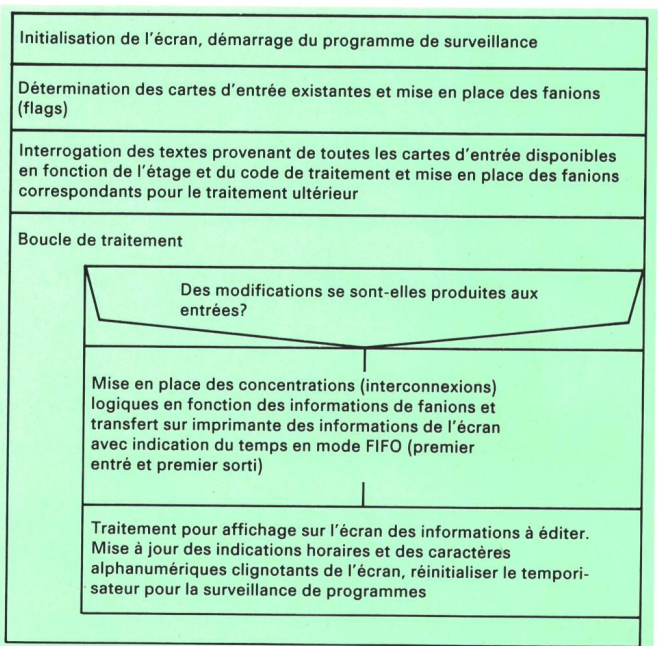 Initialisation de l'écran, démarrage du programme de surveillance
Détermination des cartes d'entrée existantes et mise en place des fanions
(flags)
Interrogation des textes provenant de toutes les cartes d'entrée disponibles
en fonction de l'étage et du code de traitement et mise en place des fanions
correspondants pour le traitement ultérieur
Boucle de traitement
Des modifications se sont-elles produites aux
entrées?
Mise en place des concentrations (interconnexions)
logiques en fonction des informations de fanions et
transfert sur imprimante des informations de l'écran
avec indication du temps en mode FIFO (premier
entré et premier sorti)
Traitement pour affichage sur l'écran des informations à éditer.
Mise à jour des indications horaires et des caractères
alphanumériques clignotants de l'écran, réinitialiser le tempori-
sateur pour la surveillance de programmes